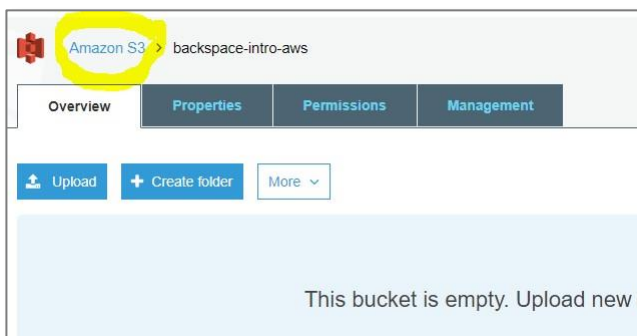 Amazon S3 > backspace-intro-aws
Overview Properties Permissions Management
Upload + Create folder More
This bucket is empty. Upload new